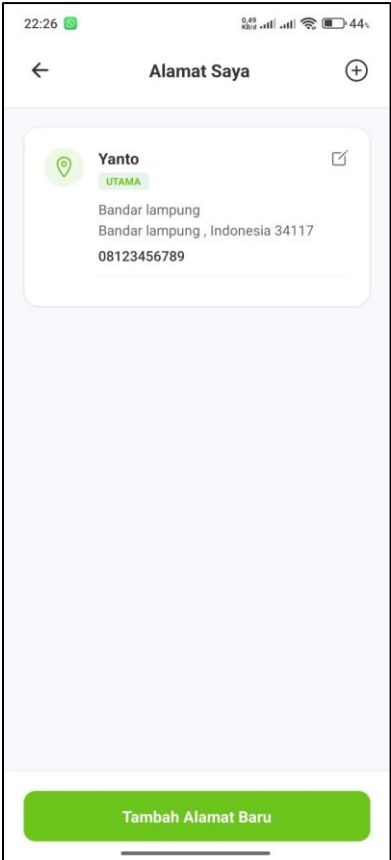 22:26 0,49 KB/d 44%
Alamat Saya
Yanto
UTAMA
Bandar lampung
Bandar lampung , Indonesia 34117
08123456789
Tambah Alamat Baru